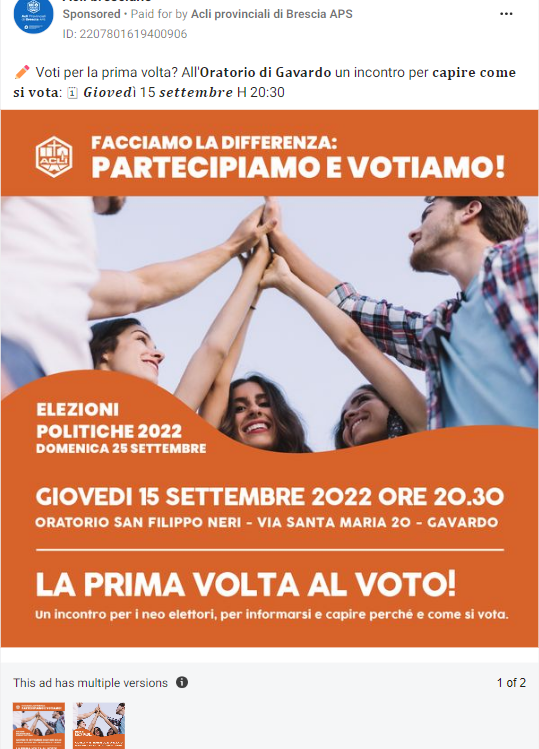 Sponsored • Paid for by Acli provinciali di Brescia APS
ID: 2207801619400906
Voti per la prima volta? All'Oratorio di Gavardo un incontro per capire come
si vota: Giovedì 15 settembre H 20:30
ACLI
FACCIAMO LA DIFFERENZA:
PARTECIPIAMO E VOTIAMO!
ELEZIONI
POLITICHE 2022
DOMENICA 25 SETTEMBRE
GIOVEDI 15 SETTEMBRE 2022 ORE 20.30
ORATORIO SAN FILIPPO NERI - VIA SANTA MARIA 20 - GAVARDO
LA PRIMA VOLTA AL VOTO!
Un incontro per i neo elettori, per informarsi e capire perché e come si vota.
This ad has multiple versions
1 of 2